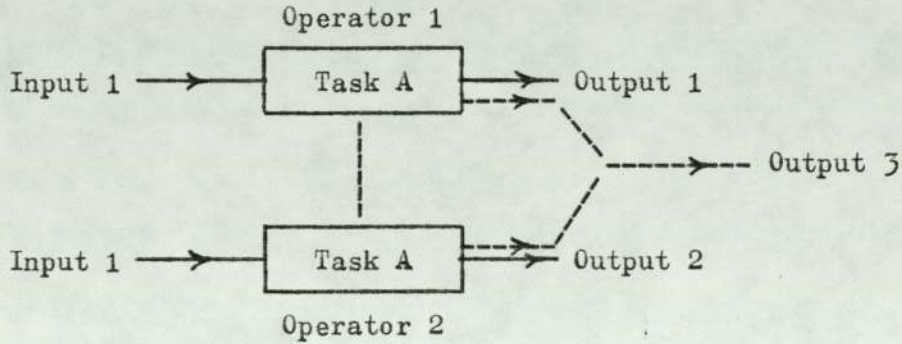 Operator 1
Input 1
Task A
Output 1
Output 3
Input 1
Task A
Output 2
Operator 2